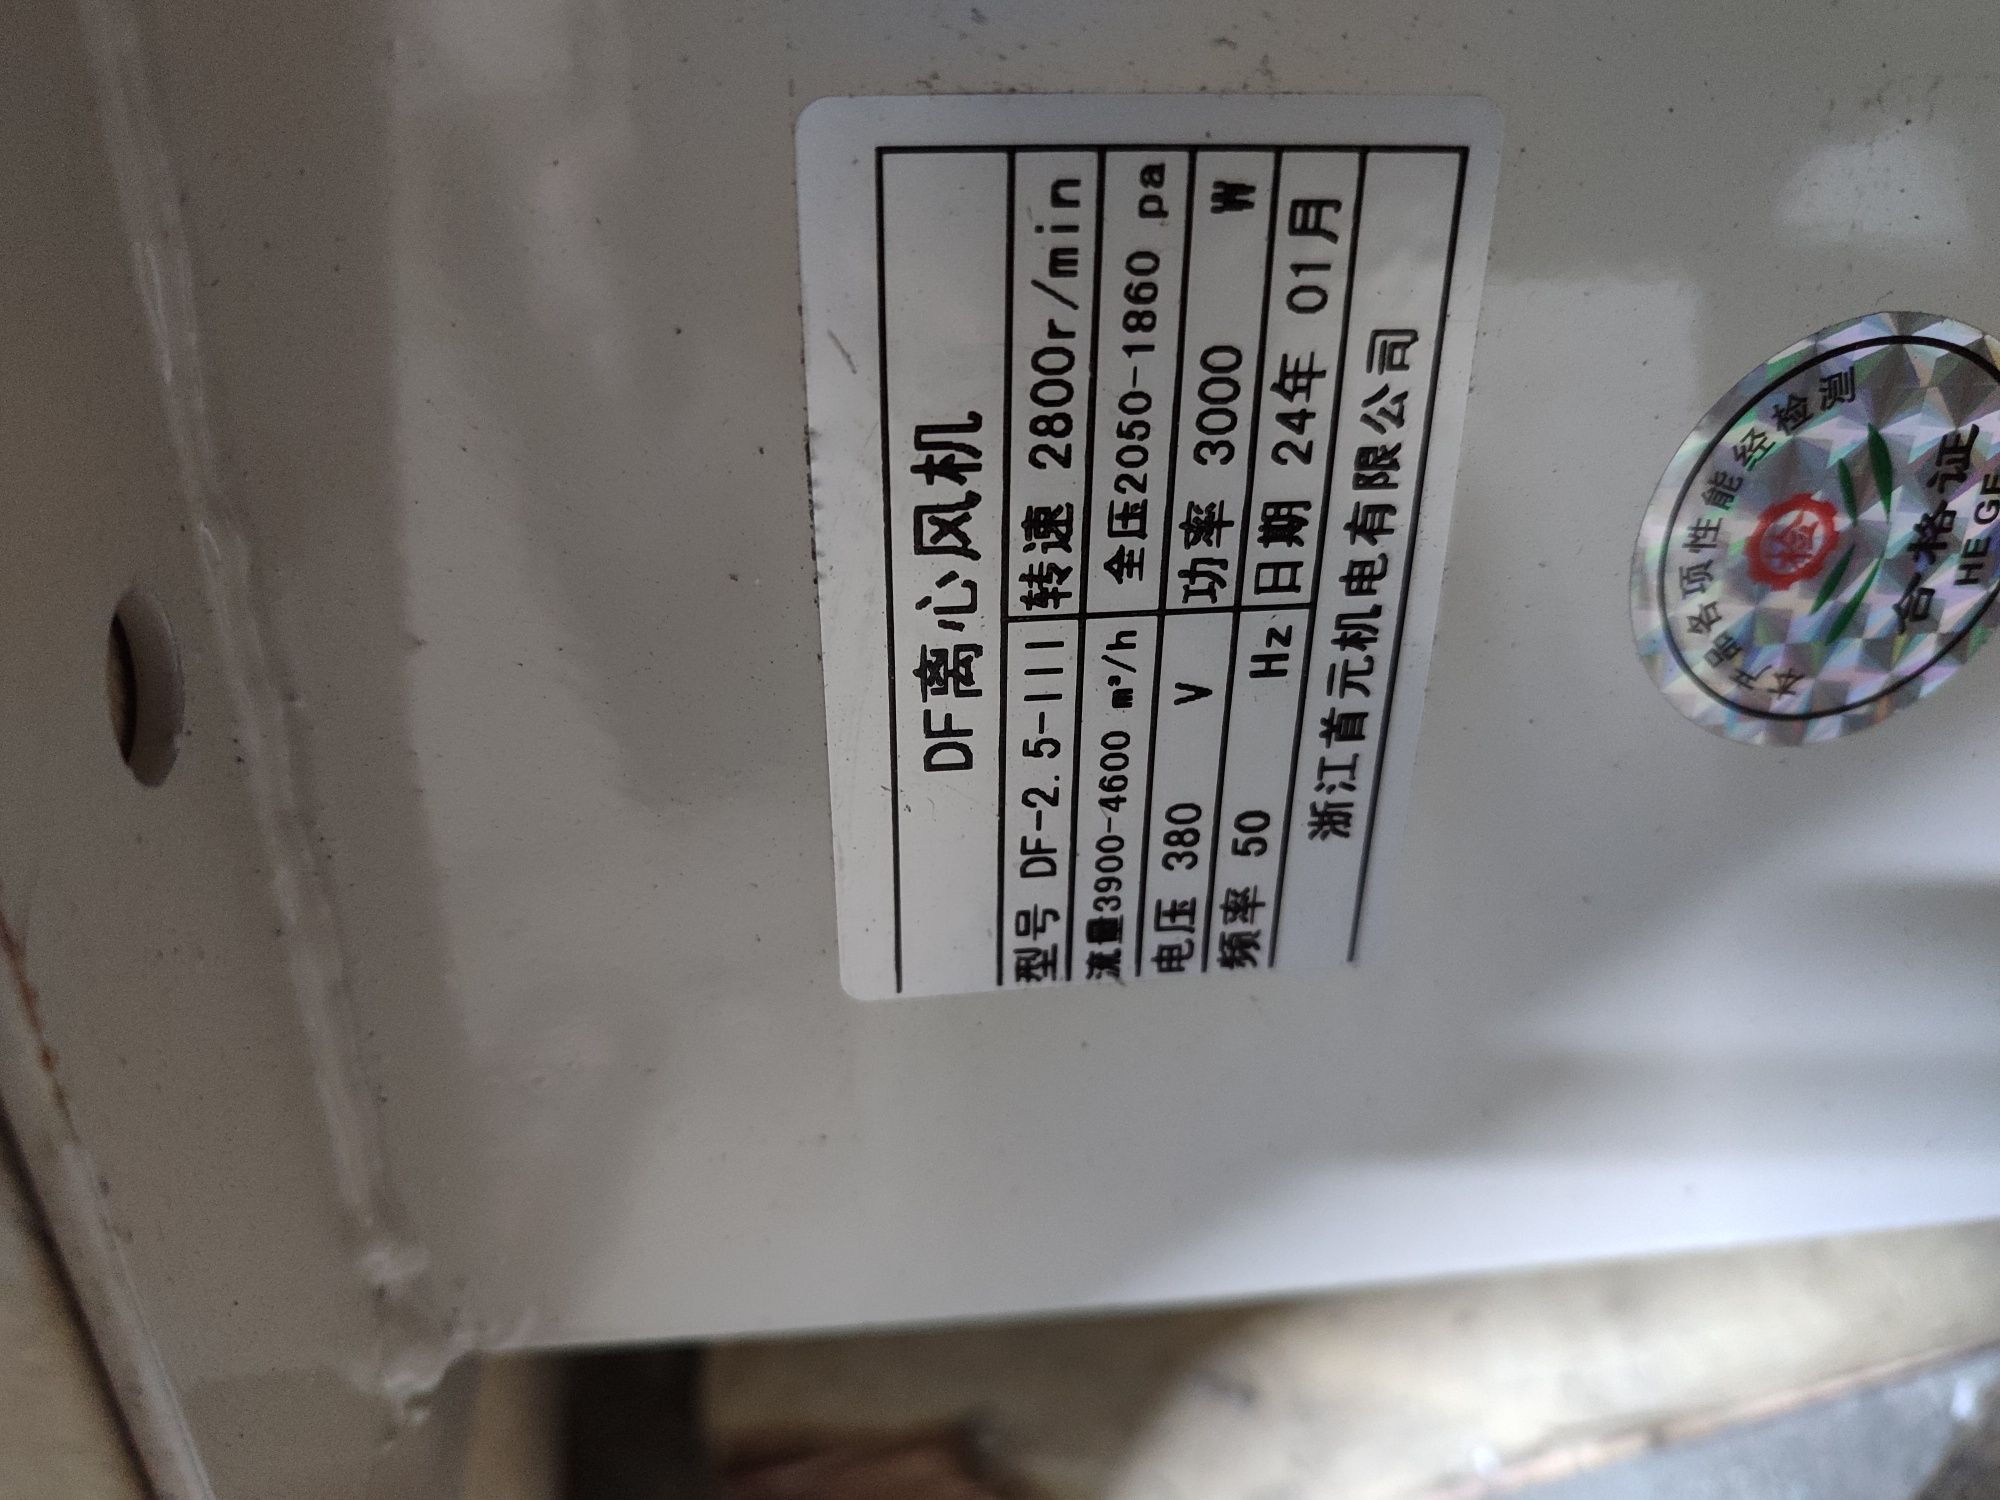 DF离心风机
型号 DF-2.5-III 转速 2800r/min
流量3900-4600 m³/h 全压2050-1860 pa
电压 380 V 功率 3000 W
频率 50 Hz 日期 24年 01月
浙江首元机电有限公司
本产品各项性能经检测
检
合格证
HE GE